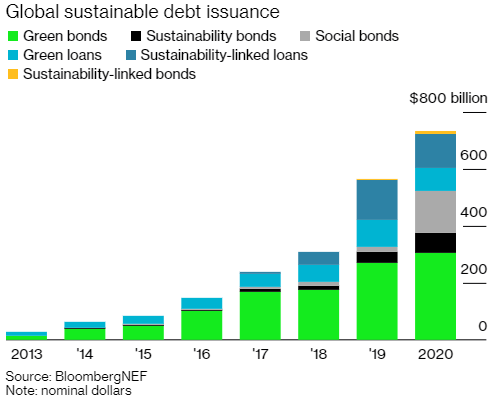 Global sustainable debt issuance
Green bonds Sustainability bonds Social bonds
Green loans Sustainability-linked loans
Sustainability-linked bonds
$800 billion
600
400
200
0
2013 '14 '15 '16 '17 '18 '19 2020
Source: BloombergNEF
Note: nominal dollars